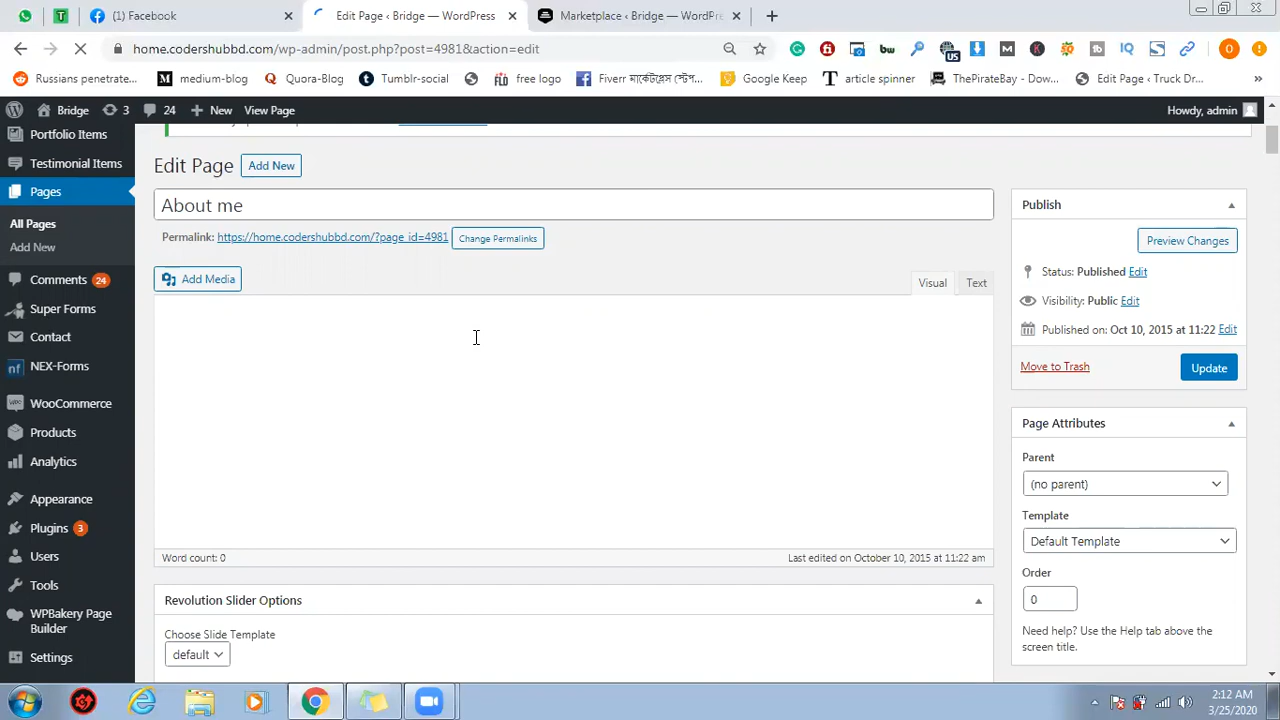 (1) Facebook
Edit Page ‹ Bridge — WordPress
Marketplace ‹ Bridge — WordPre
home.codershubbd.com/wp-admin/post.php?post=4981&action=edit
Russians penetrate...
medium-blog
Quora-Blog
Tumblr-social
free logo
Fiverr মার্কেটপ্লেস স্টেপ...
Google Keep
article spinner
ThePirateBay - Dow...
Edit Page ‹ Truck Dr...
Bridge
3
24
New
View Page
Howdy, admin
Portfolio Items
Testimonial Items
Pages
All Pages
Add New
Comments 24
Super Forms
Contact
NEX-Forms
WooCommerce
Products
Analytics
Appearance
Plugins 3
Users
Tools
WPBakery Page
Builder
Settings
Edit Page
Add New
About me
Permalink: https://home.codershubbd.com/?page_id=4981 Change Permalinks
Add Media
Visual
Text
Word count: 0
Last edited on October 10, 2015 at 11:22 am
Revolution Slider Options
Choose Slide Template
default
Publish
Preview Changes
Status: Published Edit
Visibility: Public Edit
Published on: Oct 10, 2015 at 11:22 Edit
Move to Trash
Update
Page Attributes
Parent
(no parent)
Template
Default Template
Order
0
Need help? Use the Help tab above the
screen title.
2:12 AM
3/25/2020